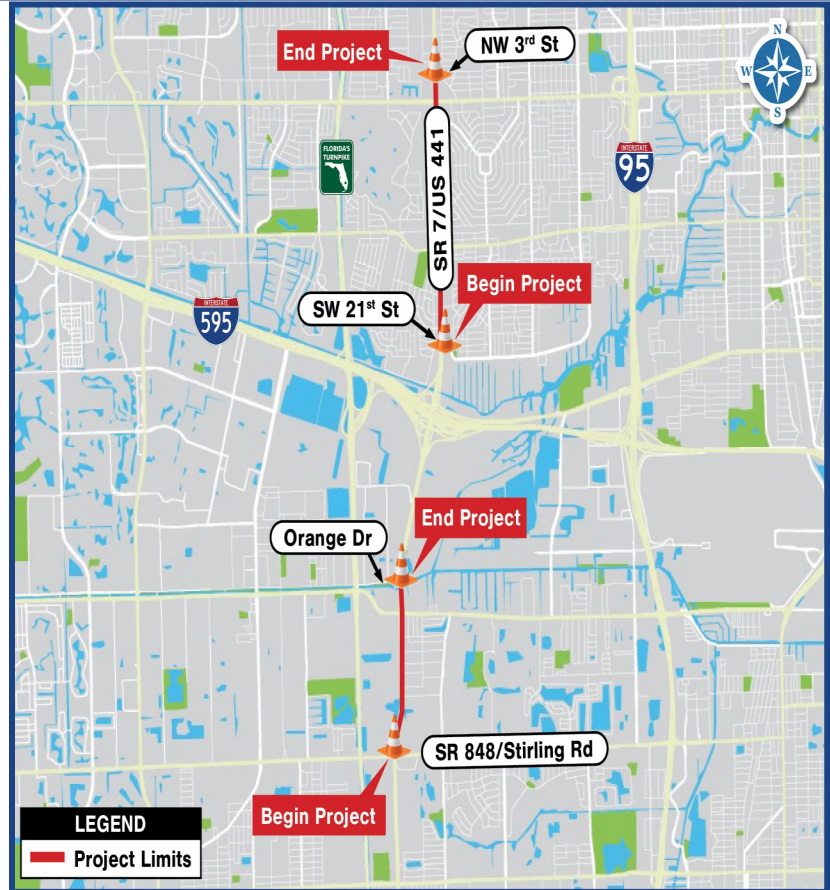 N
W E
S
End Project
NW 3rd St
FLORIDA'S
TURNPIKE
SR 7/US 441
INTERSTATE
95
Begin Project
SW 21st St
INTERSTATE
595
End Project
Orange Dr
SR 848/Stirling Rd
Begin Project
LEGEND
Project Limits